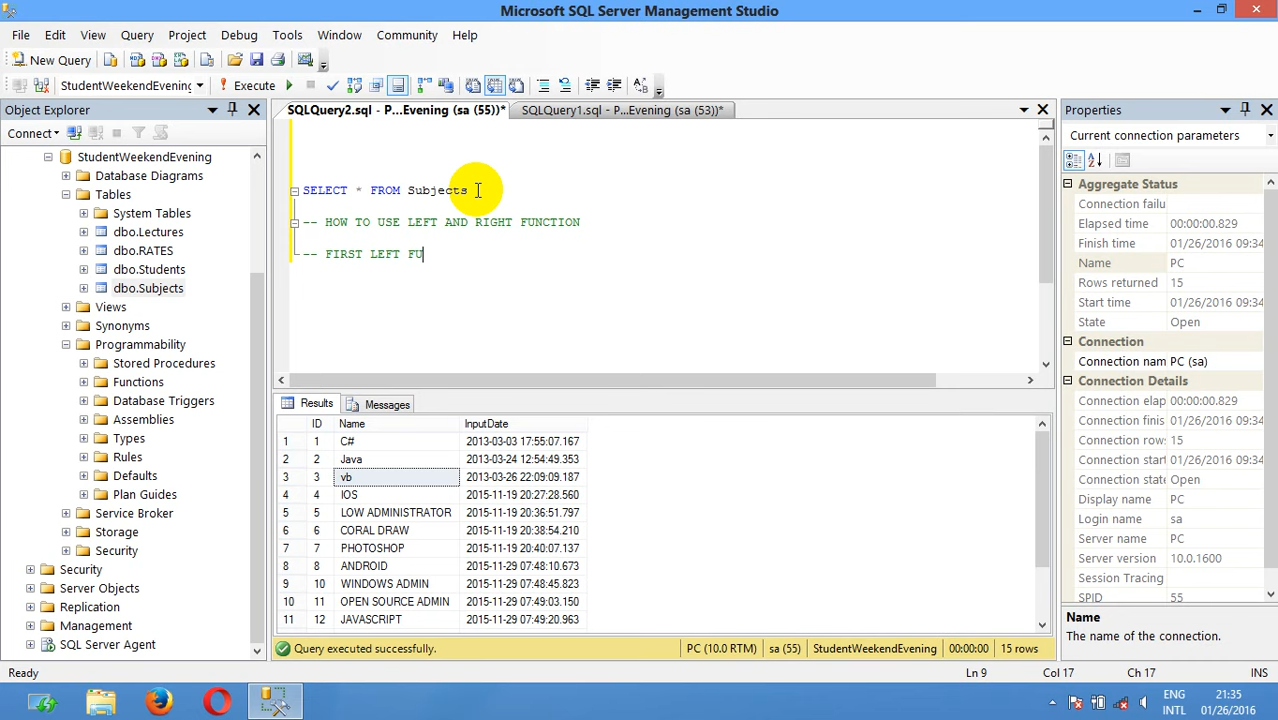 Microsoft SQL Server Management Studio
File Edit View Query Project Debug Tools Window Community Help
New Query
StudentWeekendEvening Execute
Object Explorer
Connect
StudentWeekendEvening
Database Diagrams
Tables
System Tables
dbo.Lectures
dbo.RATES
dbo.Students
dbo.Subjects
Views
Synonyms
Programmability
Stored Procedures
Functions
Database Triggers
Assemblies
Types
Rules
Defaults
Plan Guides
Service Broker
Storage
Security
Security
Server Objects
Replication
Management
SQL Server Agent
SQLQuery2.sql - P...Evening (sa (55))* SQLQuery1.sql - P...Evening (sa (53))*
SELECT * FROM Subjects
-- HOW TO USE LEFT AND RIGHT FUNCTION
-- FIRST LEFT FU
Results Messages
ID Name InputDate
1 1 C# 2013-03-03 17:55:07.167
2 2 Java 2013-03-24 12:54:49.353
3 3 vb 2013-03-26 22:09:09.187
4 4 IOS 2015-11-19 20:27:28.560
5 5 LOW ADMINISTRATOR 2015-11-19 20:36:51.797
6 6 CORAL DRAW 2015-11-19 20:38:54.210
7 7 PHOTOSHOP 2015-11-19 20:40:07.137
8 8 ANDROID 2015-11-29 07:48:10.673
9 10 WINDOWS ADMIN 2015-11-29 07:48:45.823
10 11 OPEN SOURCE ADMIN 2015-11-29 07:49:03.150
11 12 JAVASCRIPT 2015-11-29 07:49:20.963
Query executed successfully. PC (10.0 RTM) sa (55) StudentWeekendEvening 00:00:00 15 rows
Properties
Current connection parameters
Aggregate Status
Connection failu
Elapsed time 00:00:00.829
Finish time 01/26/2016 09:34
Name PC
Rows returned 15
Start time 01/26/2016 09:34
State Open
Connection
Connection nam PC (sa)
Connection Details
Connection elap 00:00:00.829
Connection finis 01/26/2016 09:34
Connection rows 15
Connection start 01/26/2016 09:34
Connection state Open
Display name PC
Login name sa
Server name PC
Server version 10.0.1600
Session Tracing
SPID 55
Name
The name of the connection.
Ready Ln 9 Col 17 Ch 17 INS
ENG 21:35
INTL 01/26/2016